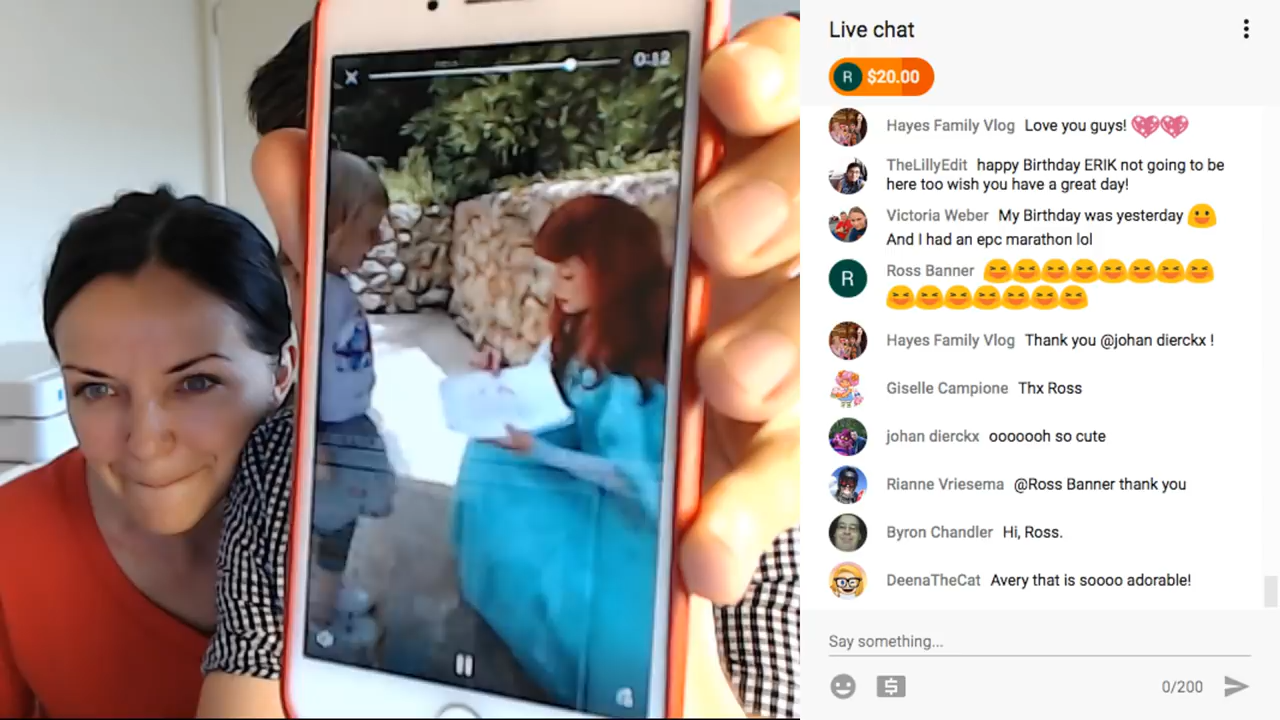 0:12
Live chat
R $20.00
Hayes Family Vlog Love you guys! 💖💖
TheLillyEdit happy Birthday ERIK not going to be
here too wish you have a great day!
Victoria Weber My Birthday was yesterday 😀
And I had an epc marathon lol
R Ross Banner 😆😆😆😆😆😆😆😆
😆😆😆😆😆😆😆
Hayes Family Vlog Thank you @johan dierckx !
Giselle Campione Thx Ross
johan dierckx ooooooh so cute
Rianne Vriesema @Ross Banner thank you
Byron Chandler Hi, Ross.
DeenaTheCat Avery that is soooo adorable!
Say something...
0/200